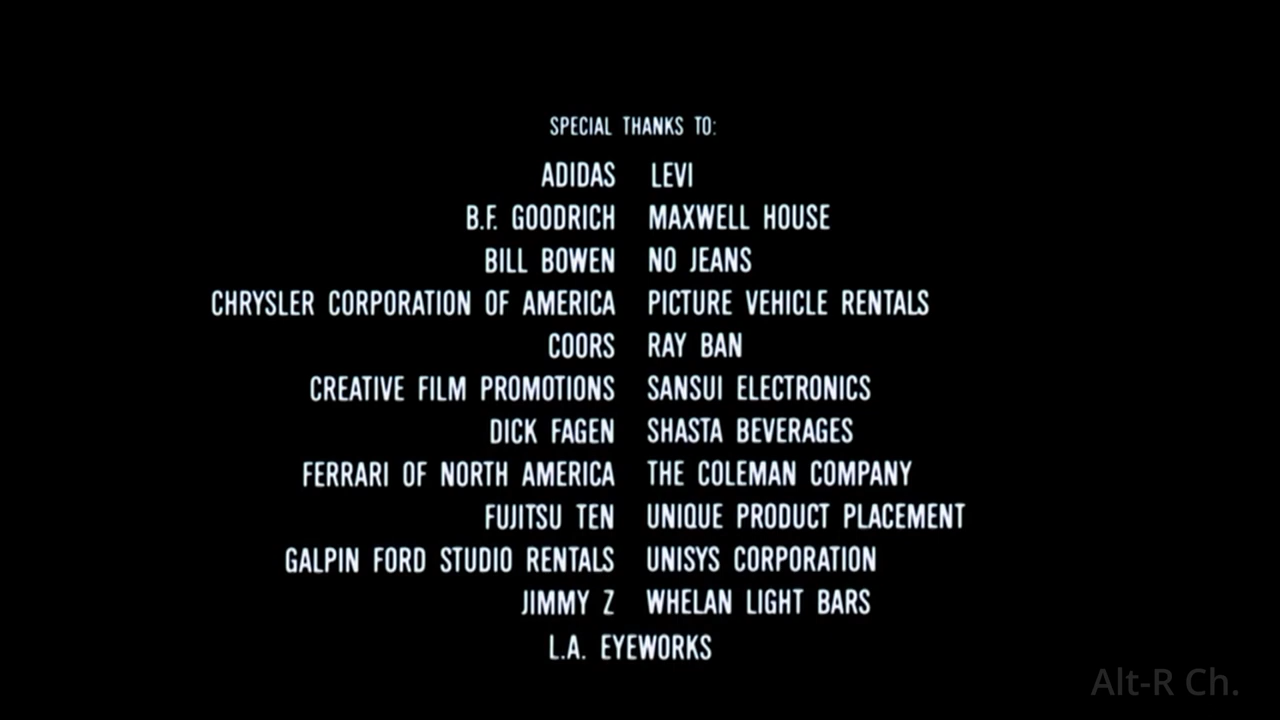 SPECIAL THANKS TO:
ADIDAS LEVI
B.F. GOODRICH MAXWELL HOUSE
BILL BOWEN NO JEANS
CHRYSLER CORPORATION OF AMERICA PICTURE VEHICLE RENTALS
COORS RAY BAN
CREATIVE FILM PROMOTIONS SANSUI ELECTRONICS
DICK FAGEN SHASTA BEVERAGES
FERRARI OF NORTH AMERICA THE COLEMAN COMPANY
FUJITSU TEN UNIQUE PRODUCT PLACEMENT
GALPIN FORD STUDIO RENTALS UNISYS CORPORATION
JIMMY Z WHELAN LIGHT BARS
L.A. EYEWORKS
Alt-R Ch.